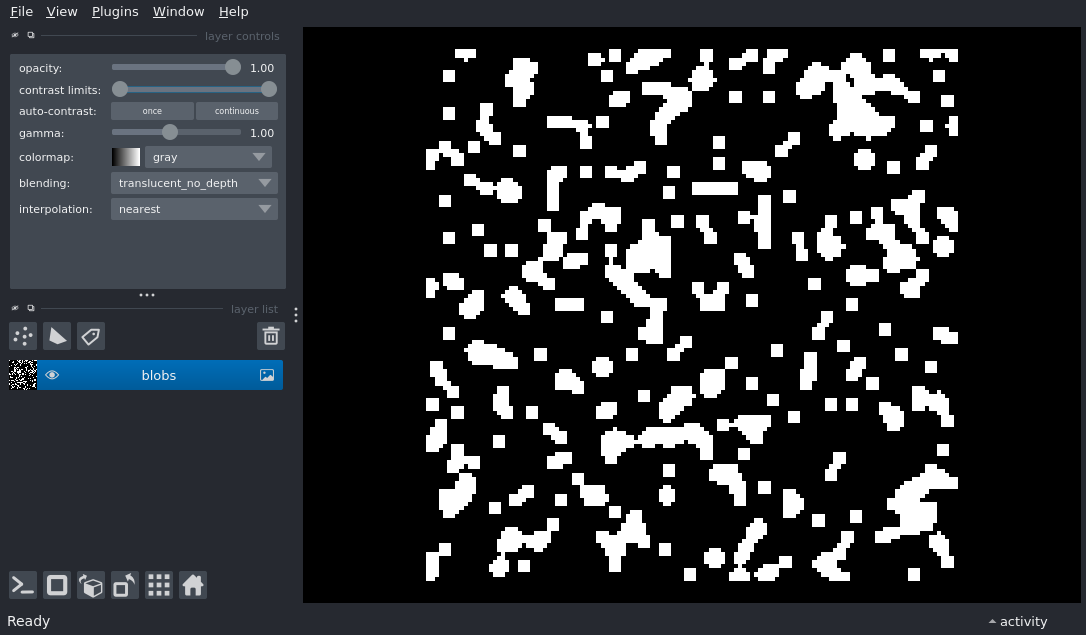 File View Plugins Window Help
layer controls
opacity: 1.00
contrast limits:
auto-contrast: once continuous
gamma: 1.00
colormap: gray
blending: translucent_no_depth
interpolation: nearest
layer list
blobs
Ready
activity